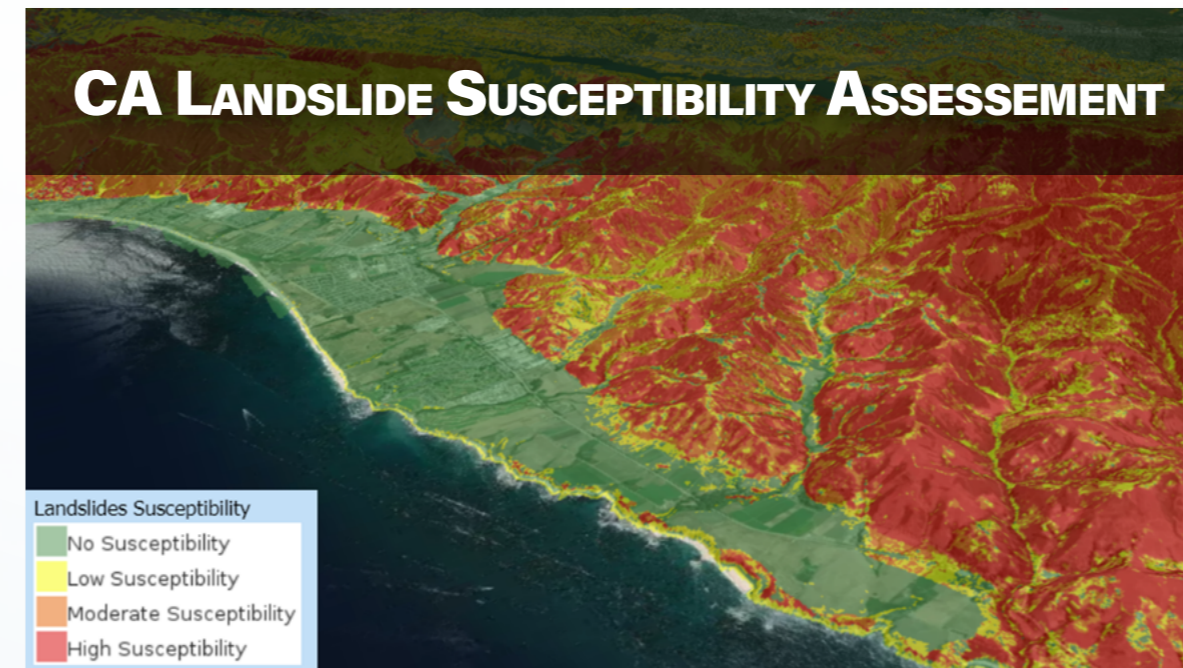 CA LANDSLIDE SUSCEPTIBILITY ASSESSEMENT
Landslides Susceptibility
No Susceptibility
Low Susceptibility
Moderate Susceptibility
High Susceptibility